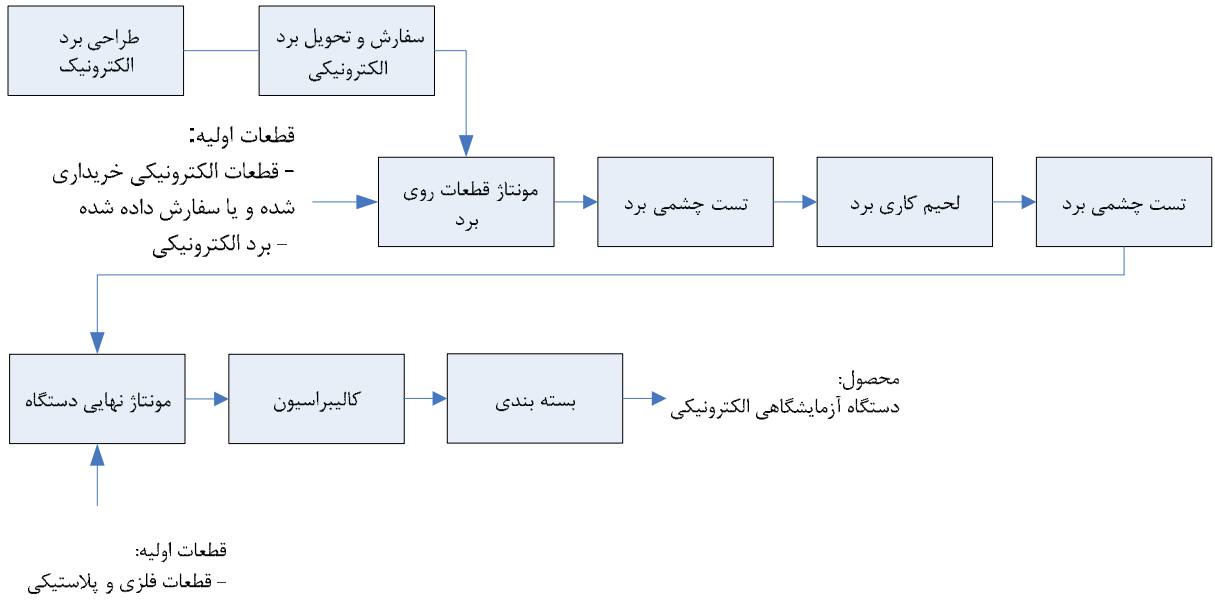 طراحی برد
الکترونیک
سفارش و تحویل برد
الکترونیکی
قطعات اولیه:
- قطعات الکترونیکی خریداری
شده و یا سفارش داده شده
- برد الکترونیکی
مونتاژ قطعات روی
برد
تست چشمی برد
لحیم کاری برد
تست چشمی برد
مونتاژ نهایی دستگاه
کالیبراسیون
بسته بندی
محصول:
دستگاه آزمایشگاهی الکترونیکی
قطعات اولیه:
- قطعات فلزی و پلاستیکی